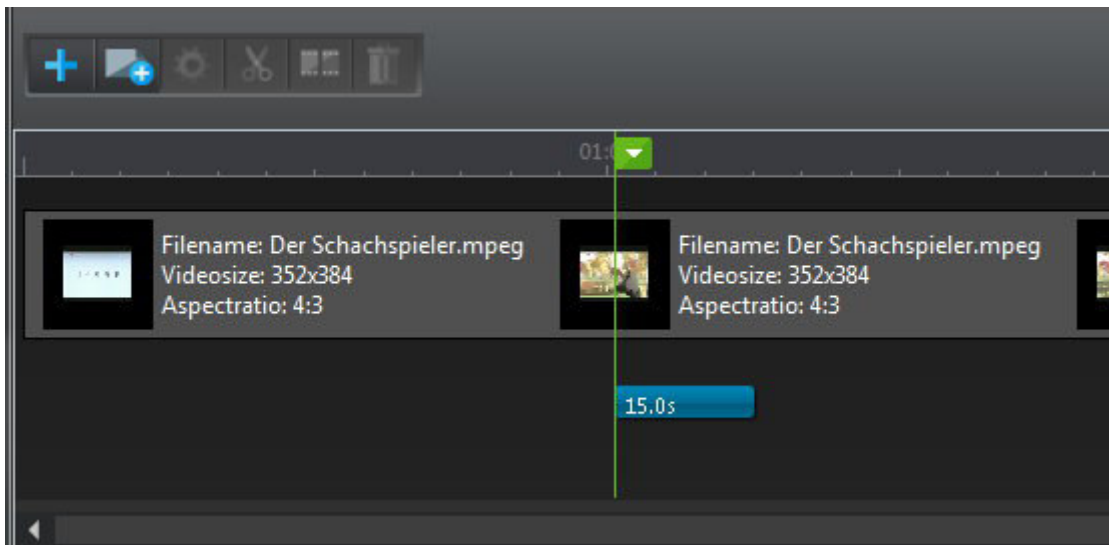 01:
Filename: Der Schachspieler.mpeg
Videosize: 352x384
Aspectratio: 4:3
Filename: Der Schachspieler.mpeg
Videosize: 352x384
Aspectratio: 4:3
15.0s